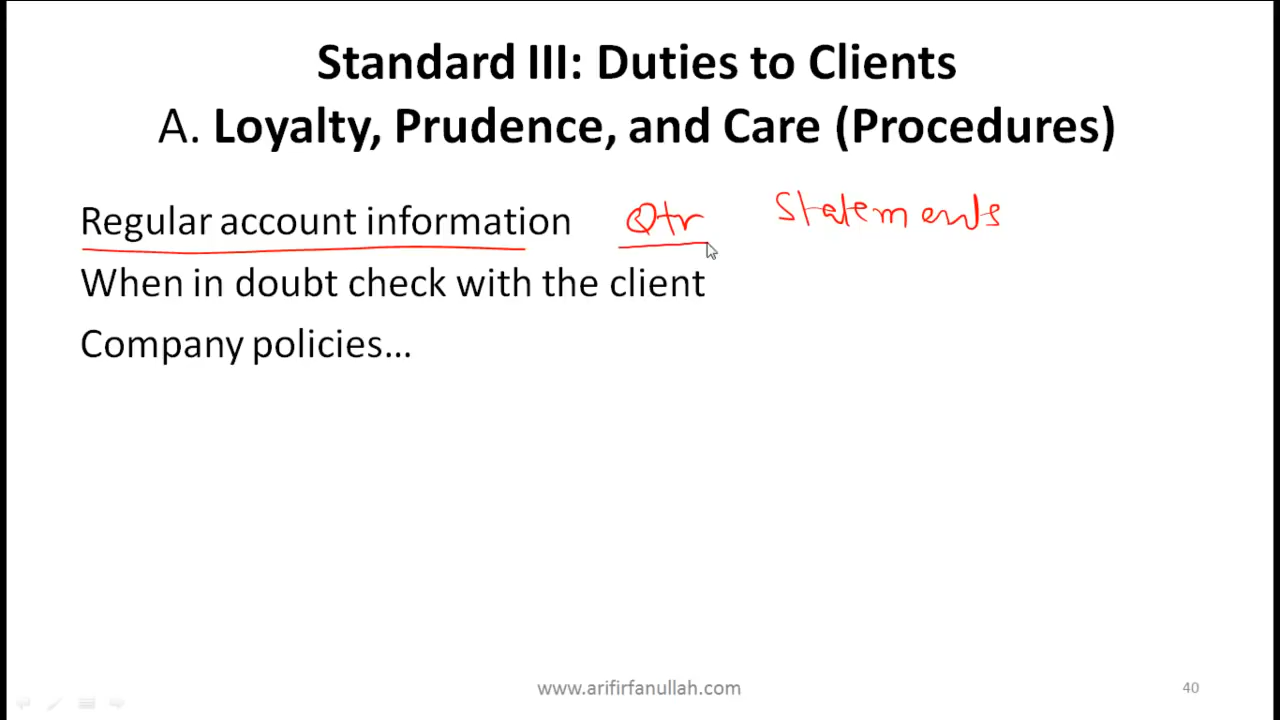 Standard III: Duties to Clients
A. Loyalty, Prudence, and Care (Procedures)
Regular account information Qtr Statements
When in doubt check with the client
Company policies...
www.arifirfanullah.com 40